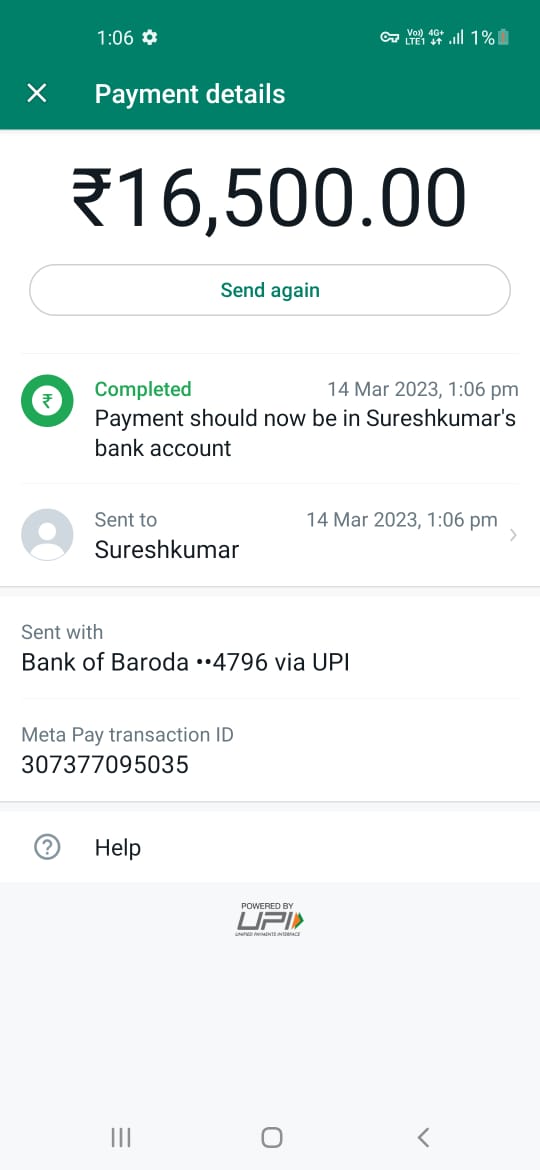 1:06 Vo)) 4G+ LTE1 1%
Payment details
₹16,500.00
Send again
Completed 14 Mar 2023, 1:06 pm
Payment should now be in Sureshkumar's
bank account
Sent to 14 Mar 2023, 1:06 pm
Sureshkumar
Sent with
Bank of Baroda ••4796 via UPI
Meta Pay transaction ID
307377095035
Help
POWERED BY
UPI
UNIFIED PAYMENTS INTERFACE